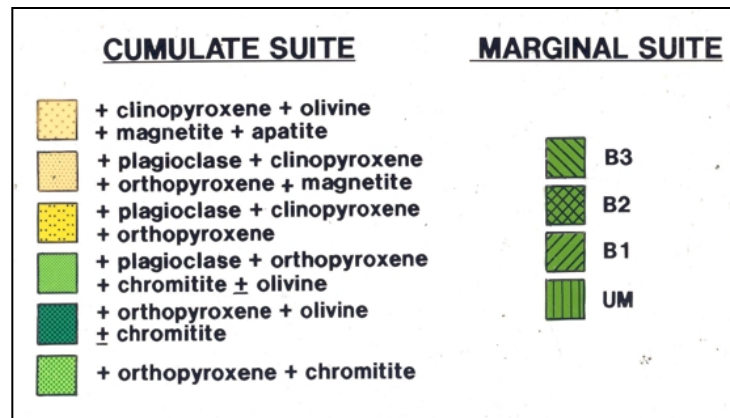 CUMULATE SUITE
+ clinopyroxene + olivine
+ magnetite + apatite
+ plagioclase + clinopyroxene
+ orthopyroxene + magnetite
+ plagioclase + clinopyroxene
+ orthopyroxene
+ plagioclase + orthopyroxene
+ chromitite ± olivine
+ orthopyroxene + olivine
± chromitite
+ orthopyroxene + chromitite
MARGINAL SUITE
B3
B2
B1
UM